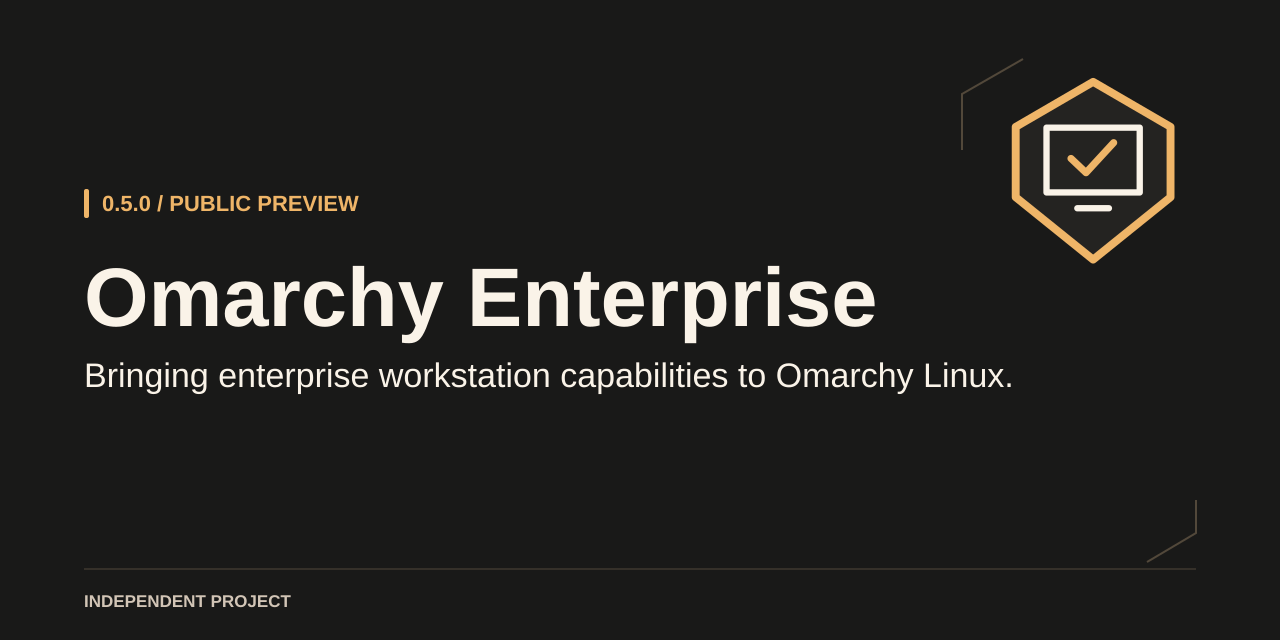 0.5.0 / PUBLIC PREVIEW
Omarchy Enterprise
Bringing enterprise workstation capabilities to Omarchy Linux.
INDEPENDENT PROJECT